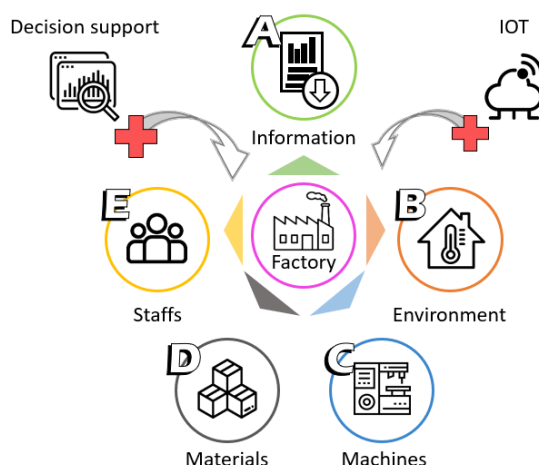 Decision support
A
IOT
Information
E
Factory
B
Staffs
Environment
D
C
Materials
Machines